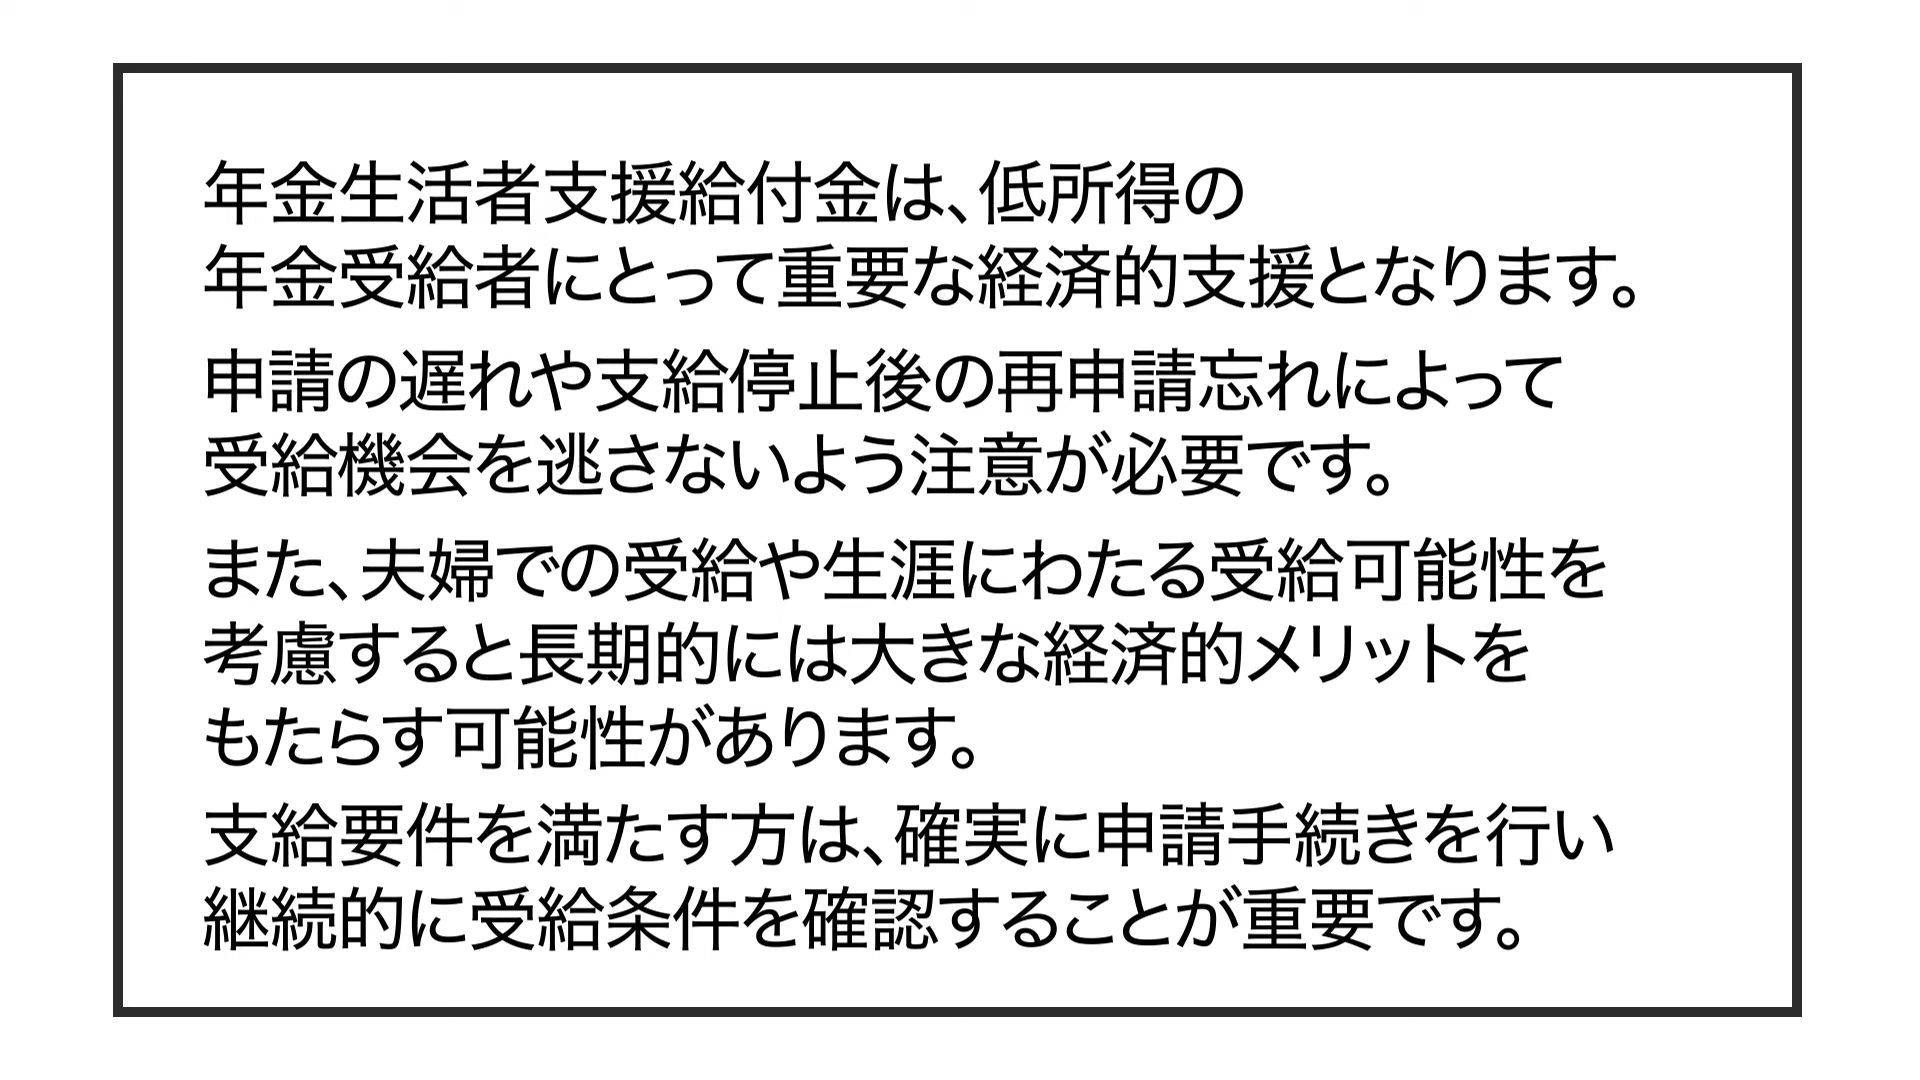 年金生活者支援給付金は、低所得の
年金受給者にとって重要な経済的支援となります。
申請の遅れや支給停止後の再申請忘れによって
受給機会を逃さないよう注意が必要です。
また、夫婦での受給や生涯にわたる受給可能性を
考慮すると長期的には大きな経済的メリットを
もたらす可能性があります。
支給要件を満たす方は、確実に申請手続きを行い
継続的に受給条件を確認することが重要です。